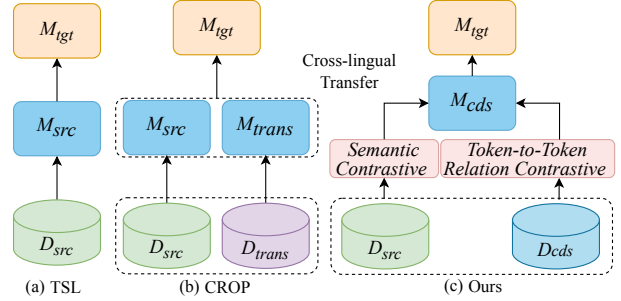 M_tgt
M_src
D_src
(a) TSL
M_tgt
M_src
M_trans
D_src
D_trans
(b) CROP
Cross-lingual
Transfer
M_tgt
M_cds
Semantic
Contrastive
Token-to-Token
Relation Contrastive
D_src
D_cds
(c) Ours